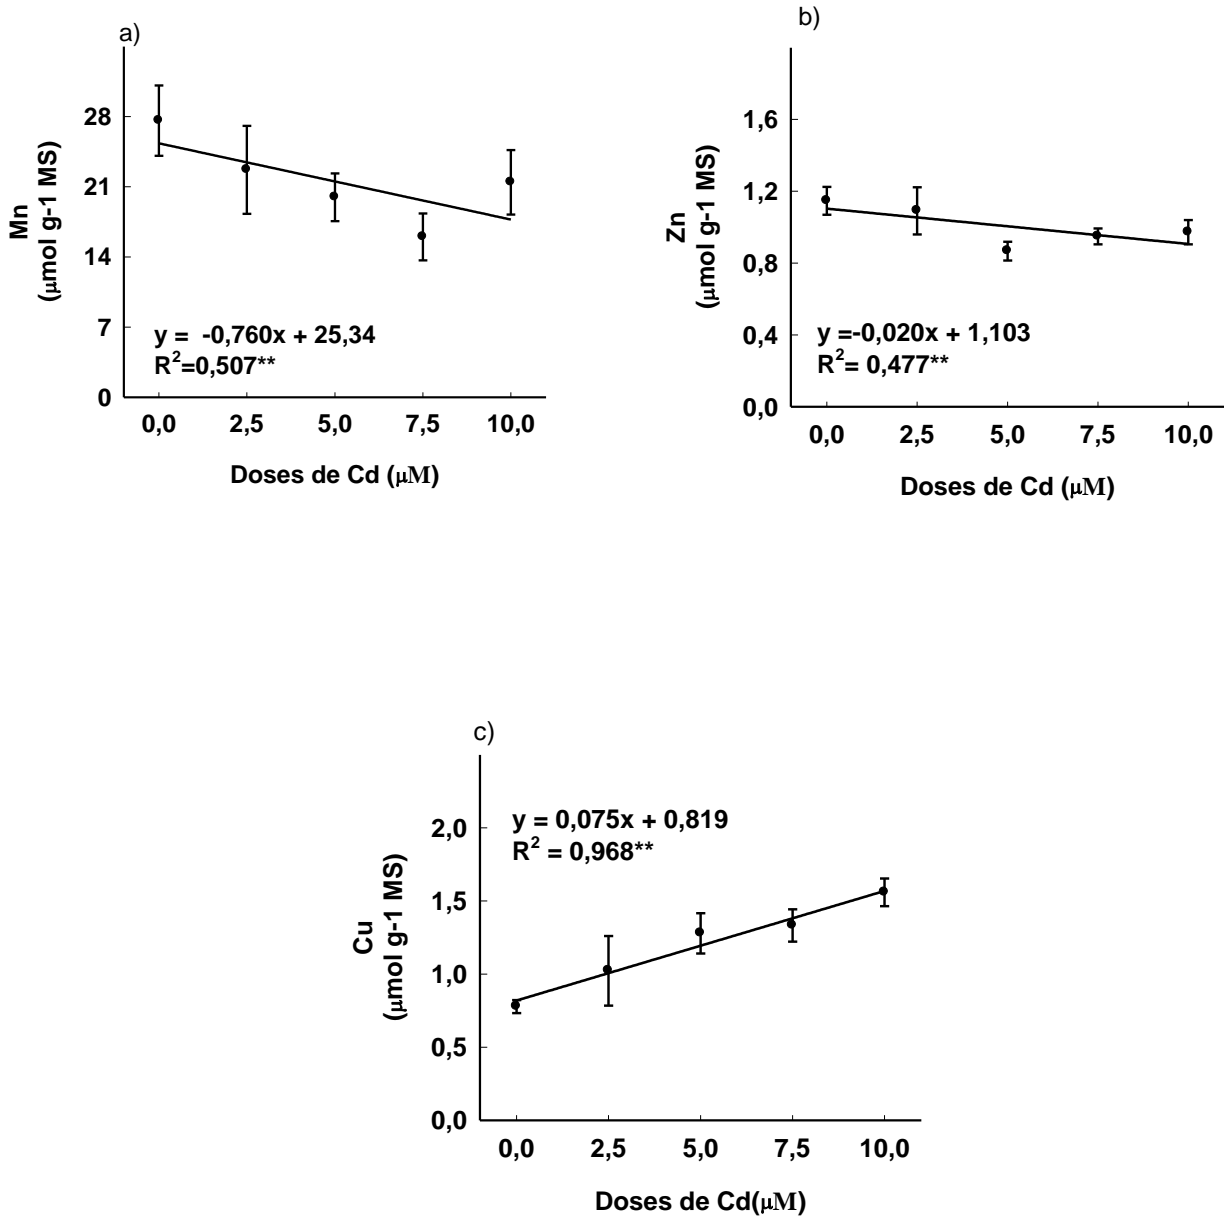 a)
Mn
(μmol g-1 MS)
28
21
14
7
0
y = -0,760x + 25,34
R²=0,507**
0,0 2,5 5,0 7,5 10,0
Doses de Cd (μM)
b)
Zn
(μmol g-1 MS)
1,6
1,2
0,8
0,4
0,0
y =-0,020x + 1,103
R²= 0,477**
0,0 2,5 5,0 7,5 10,0
Doses de Cd (μM)
c)
Cu
(μmol g-1 MS)
2,0
1,5
1,0
0,5
0,0
y = 0,075x + 0,819
R² = 0,968**
0,0 2,5 5,0 7,5 10,0
Doses de Cd(μM)